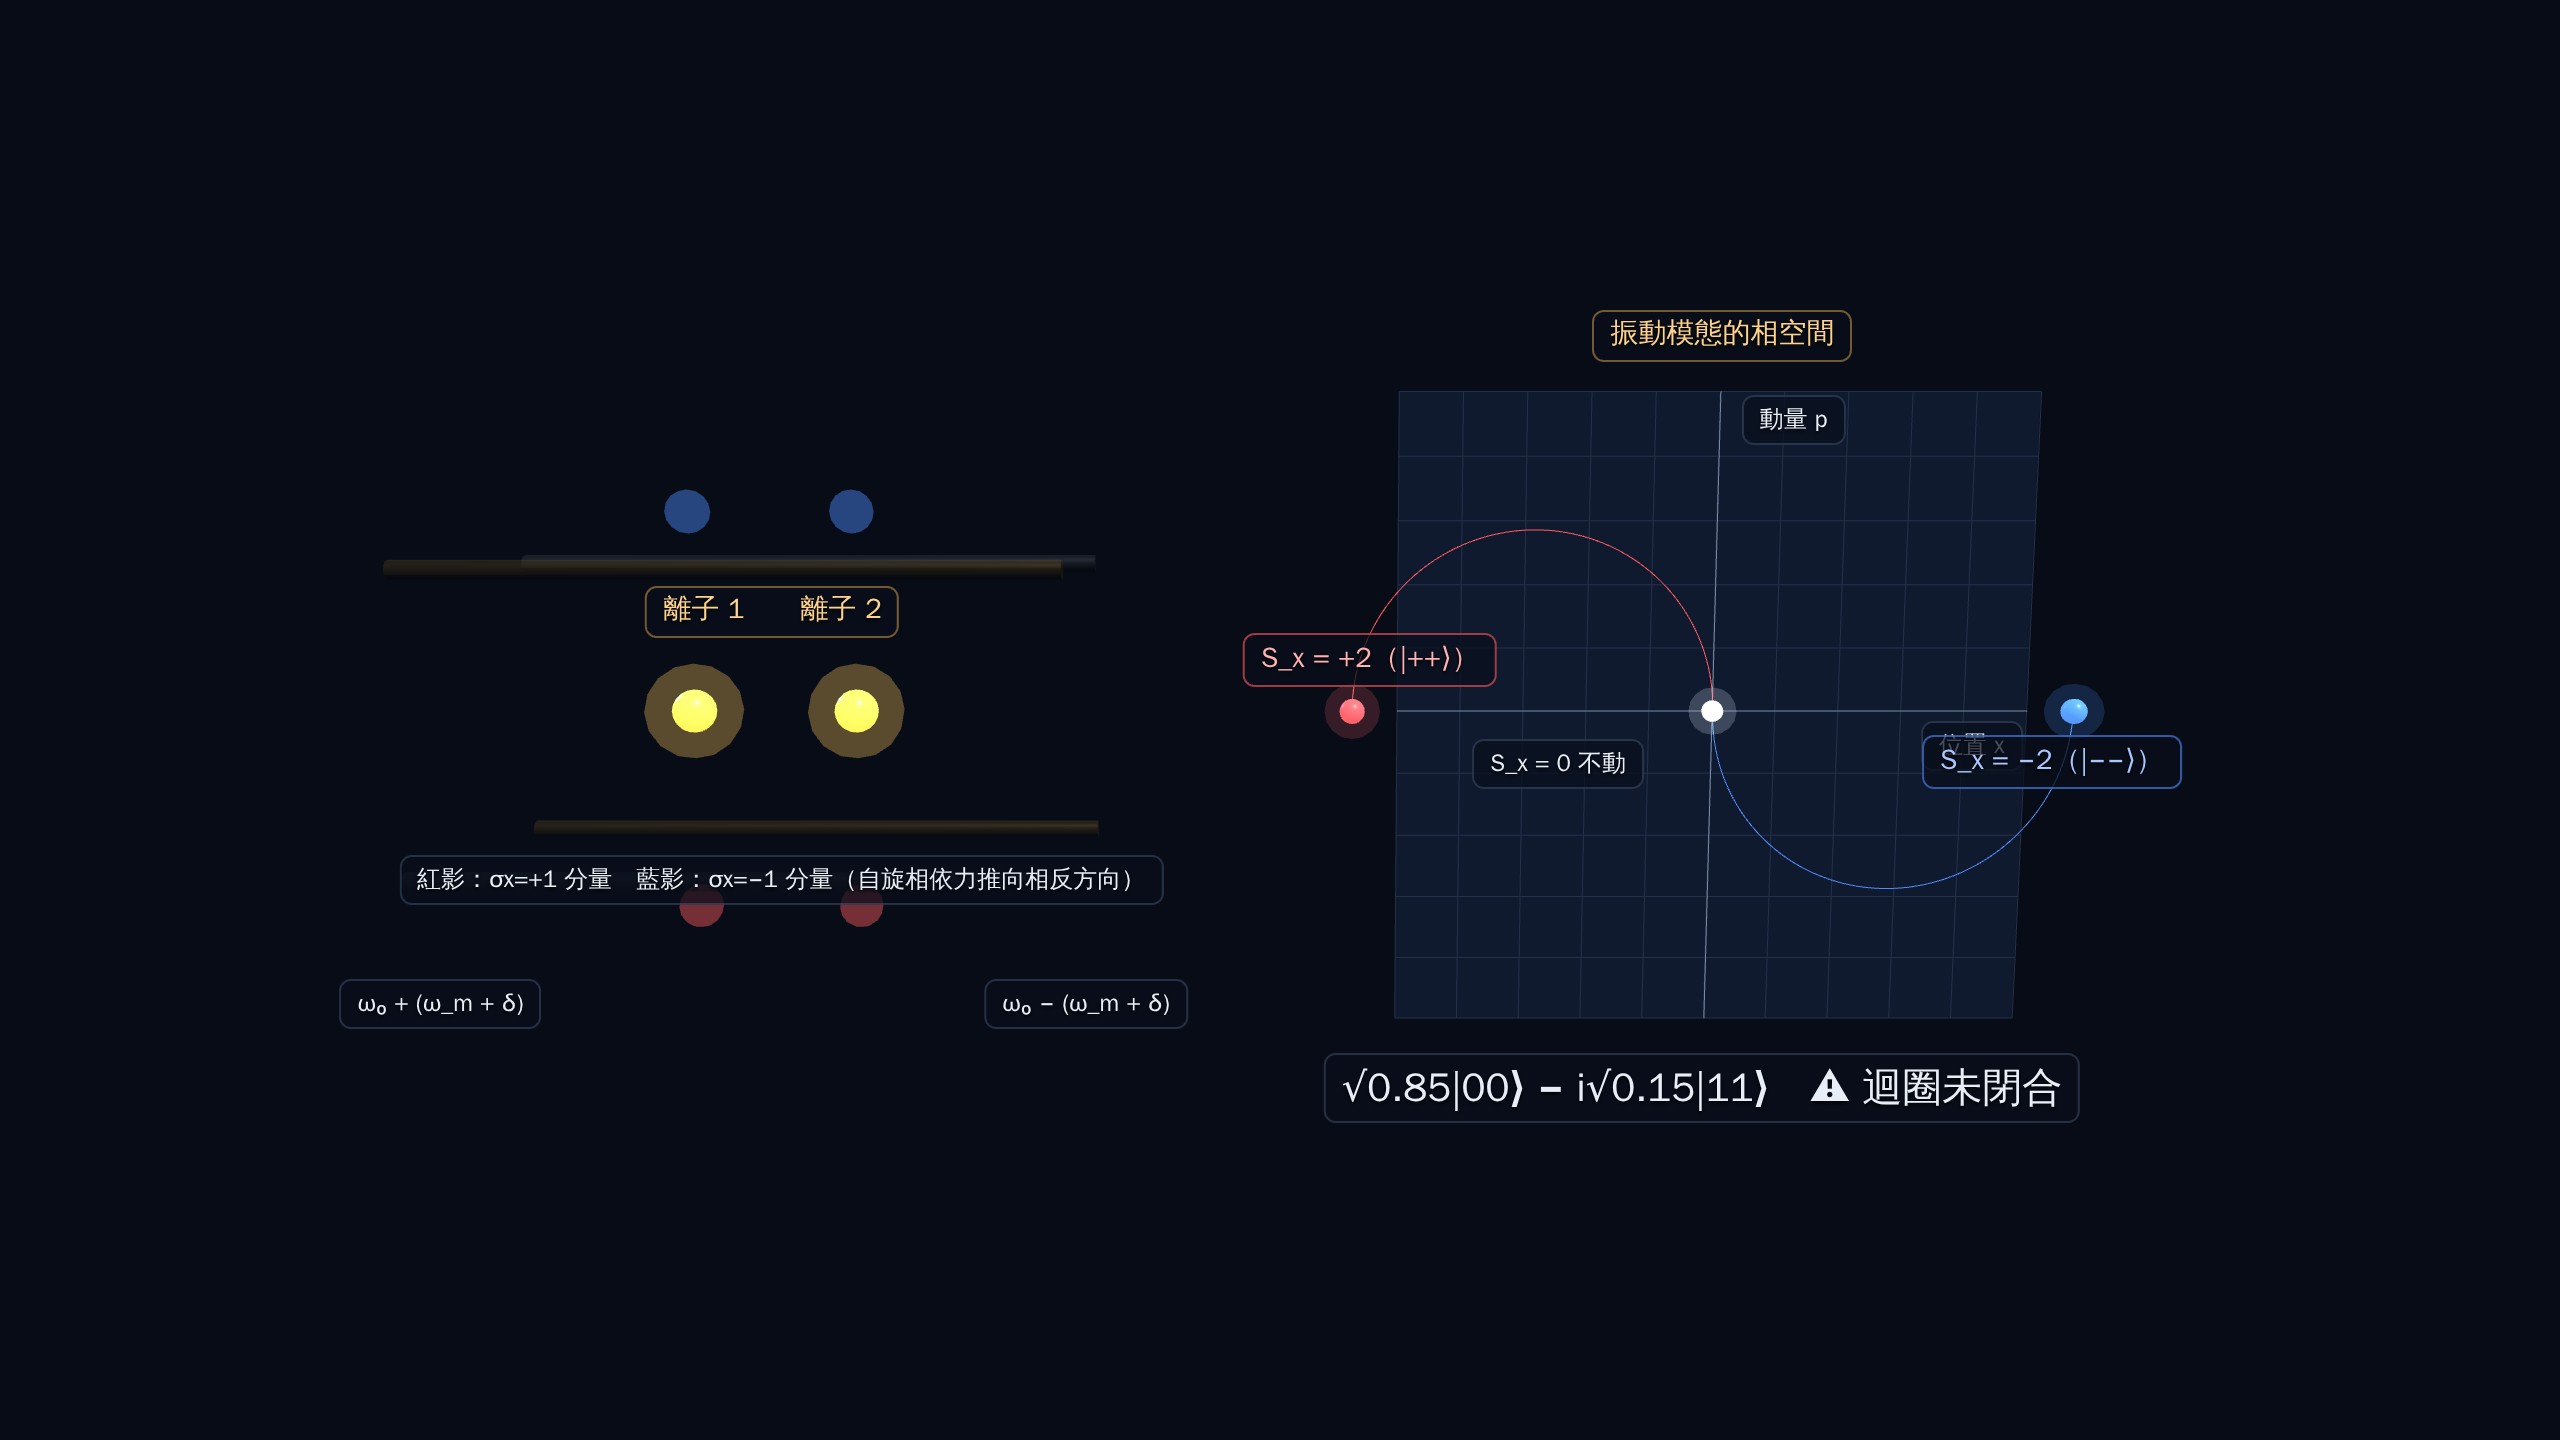 振動模態的相空間
動量 p
離子 1　　離子 2
S_x = +2（|++⟩）
位置 x
S_x = 0 不動
S_x = −2（|−−⟩）
紅影：σx=+1 分量　藍影：σx=−1 分量（自旋相依力推向相反方向）
ω₀ + (ω_m + δ)
ω₀ − (ω_m + δ)
√0.85|00⟩ − i√0.15|11⟩　⚠ 迴圈未閉合